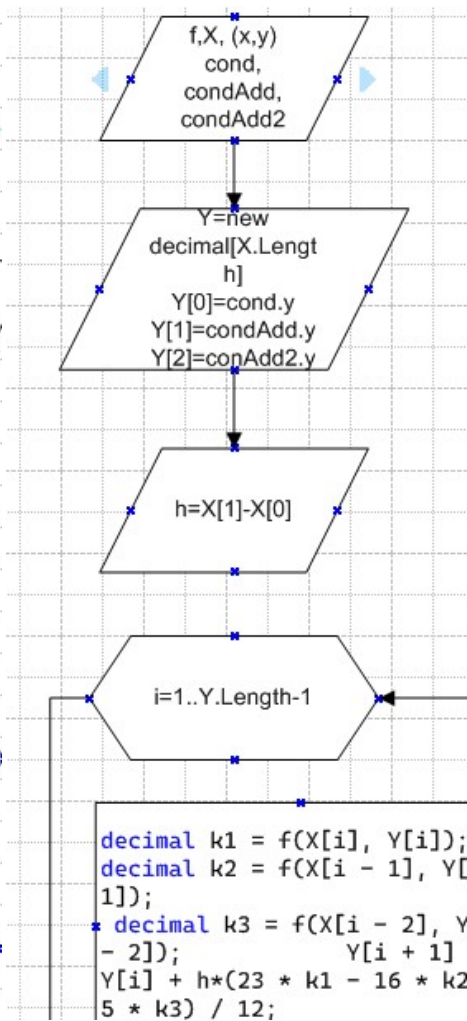 f,X, (x,y)
cond,
condAdd,
condAdd2
Y=new
decimal[X.Lengt
h]
Y[0]=cond.y
Y[1]=condAdd.y
Y[2]=conAdd2.y
h=X[1]-X[0]
i=1..Y.Length-1
decimal k1 = f(X[i], Y[i]);
decimal k2 = f(X[i - 1], Y[
1]);
decimal k3 = f(X[i - 2], Y
- 2]); Y[i + 1]
Y[i] + h*(23 * k1 - 16 * k2
5 * k3) / 12;